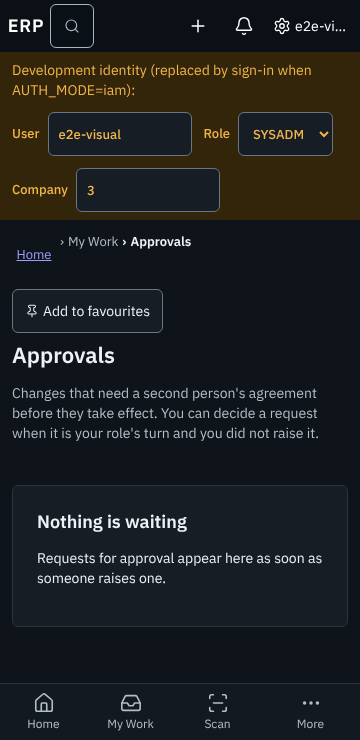 ERP
e2e-vi...
Development identity (replaced by sign-in when
AUTH_MODE=iam):
User e2e-visual Role SYSADM
Company 3
Home › My Work › Approvals
Add to favourites
Approvals
Changes that need a second person's agreement
before they take effect. You can decide a request
when it is your role's turn and you did not raise it.
Nothing is waiting
Requests for approval appear here as soon as
someone raises one.
Home My Work Scan More